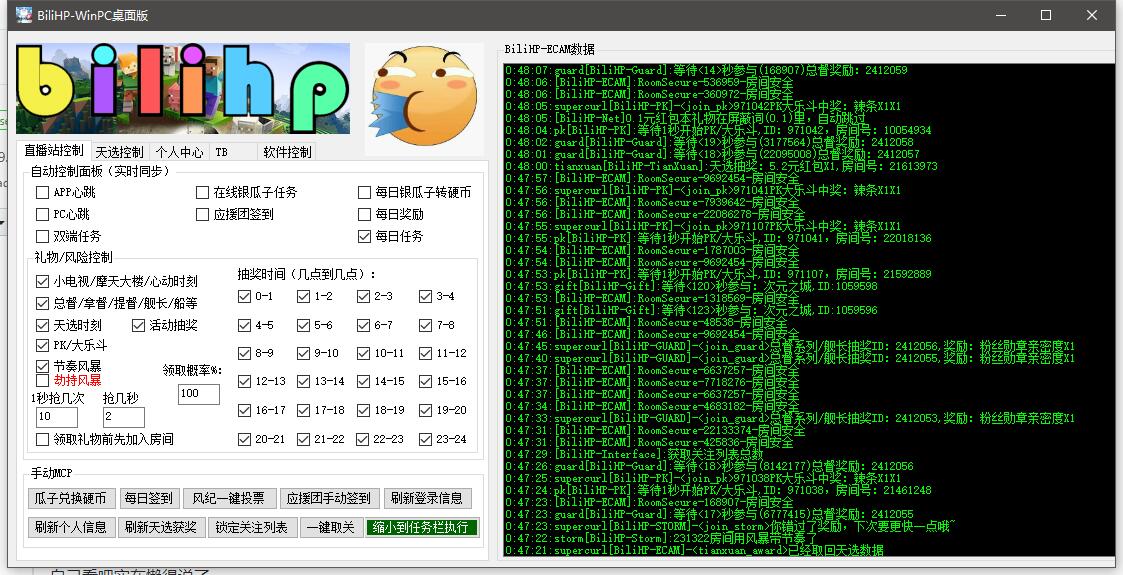 BiliHP-WinPC桌面版
bilihp
直播站控制 天选控制 个人中心 TB 软件控制
自动控制面板（实时同步）
APP心跳 在线银瓜子任务 每日银瓜子转硬币
PC心跳 应援团签到 每日奖励
双端任务 每日任务
礼物/风险控制
小电视/摩天大楼/心动时刻
总督/拿督/提督/舰长/船等
天选时刻 活动抽奖
PK/大乐斗
节奏风暴
劫持风暴
1秒抢几次 抢几秒
10 2
领取礼物前先加入房间
领取概率%:
100
抽奖时间（几点到几点）:
0-1 1-2 2-3 3-4
4-5 5-6 6-7 7-8
8-9 9-10 10-11 11-12
12-13 13-14 14-15 15-16
16-17 17-18 18-19 19-20
20-21 21-22 22-23 23-24
手动MCP
瓜子兑换硬币 每日签到 风纪一键投票 应援团手动签到 刷新登录信息
刷新个人信息 刷新天选获奖 锁定关注列表 一键取关 缩小到任务栏执行
BiliHP-ECAM数据
0:48:07:guard[BiliHP-Guard]:等待<14>秒参与(168907)总督奖励: 2412059
0:48:06:[BiliHP-ECAM]:RoomSecure-536959-房间安全
0:48:06:[BiliHP-ECAM]:RoomSecure-360972-房间安全
0:48:05:supercurl[BiliHP-PK]-<join_pk>971042PK大乐斗中奖: 辣条X1X1
0:48:05:[BiliHP-Net]0.1元红包本礼物在屏蔽词(0.1)里，自动跳过
0:48:04:pk[BiliHP-PK]:等待1秒开始PK/大乐斗,ID: 971042, 房间号: 10054934
0:48:02:guard[BiliHP-Guard]:等待<19>秒参与(3177564)总督奖励: 2412058
0:48:01:guard[BiliHP-Guard]:等待<18>秒参与(22095008)总督奖励: 2412057
0:48:00:tianxuan[BiliHP-TianXuan]:天选抽奖: 5.2元红包X1,房间号: 21613973
0:47:57:[BiliHP-ECAM]:RoomSecure-9692454-房间安全
0:47:56:supercurl[BiliHP-PK]-<join_pk>971041PK大乐斗中奖: 辣条X1X1
0:47:56:[BiliHP-ECAM]:RoomSecure-7939642-房间安全
0:47:56:[BiliHP-ECAM]:RoomSecure-22086278-房间安全
0:47:55:supercurl[BiliHP-PK]-<join_pk>971107PK大乐斗中奖: 辣条X1X1
0:47:55:pk[BiliHP-PK]:等待1秒开始PK/大乐斗,ID: 971041, 房间号: 22018136
0:47:54:[BiliHP-ECAM]:RoomSecure-1787003-房间安全
0:47:54:[BiliHP-ECAM]:RoomSecure-9692454-房间安全
0:47:53:pk[BiliHP-PK]:等待1秒开始PK/大乐斗,ID: 971107, 房间号: 21592889
0:47:53:gift[BiliHP-Gift]:等待<120>秒参与: 次元之城,ID:1059598
0:47:53:[BiliHP-ECAM]:RoomSecure-1318569-房间安全
0:47:51:gift[BiliHP-Gift]:等待<123>秒参与: 次元之城,ID:1059596
0:47:51:[BiliHP-ECAM]:RoomSecure-48538-房间安全
0:47:47:[BiliHP-ECAM]:RoomSecure-9692454-房间安全
0:47:46:supercurl[BiliHP-GUARD]-<join_guard>总督系列/舰长抽奖ID: 2412056,奖励: 粉丝勋章亲密度X1
0:47:40:supercurl[BiliHP-GUARD]-<join_guard>总督系列/舰长抽奖ID: 2412055,奖励: 粉丝勋章亲密度X1
0:47:37:[BiliHP-ECAM]:RoomSecure-6637257-房间安全
0:47:37:[BiliHP-ECAM]:RoomSecure-7718276-房间安全
0:47:37:[BiliHP-ECAM]:RoomSecure-6637257-房间安全
0:47:34:[BiliHP-ECAM]:RoomSecure-4683182-房间安全
0:47:33:supercurl[BiliHP-GUARD]-<join_guard>总督系列/舰长抽奖ID: 2412053,奖励: 粉丝勋章亲密度X1
0:47:31:[BiliHP-ECAM]:RoomSecure-22133374-房间安全
0:47:31:[BiliHP-ECAM]:RoomSecure-425836-房间安全
0:47:29:[BiliHP-Interface]:获取关注列表总数
0:47:26:guard[BiliHP-Guard]:等待<18>秒参与(8142177)总督奖励: 2412056
0:47:25:supercurl[BiliHP-PK]-<join_pk>971038PK大乐斗中奖: 辣条X1X1
0:47:24:pk[BiliHP-PK]:等待1秒开始PK/大乐斗,ID: 971038, 房间号: 21461248
0:47:23:[BiliHP-ECAM]:RoomSecure-168907-房间安全
0:47:23:guard[BiliHP-Guard]:等待<17>秒参与(6777415)总督奖励: 2412055
0:47:23:supercurl[BiliHP-STORM]-<join_storm>你错过了奖励，下次要更快一点哦~
0:47:22:storm[BiliHP-Storm]:231322房间用风暴带节奏了
0:47:21:supercurl[BiliHP-ECAM]-<tianxuan_award>已经取回天选数据